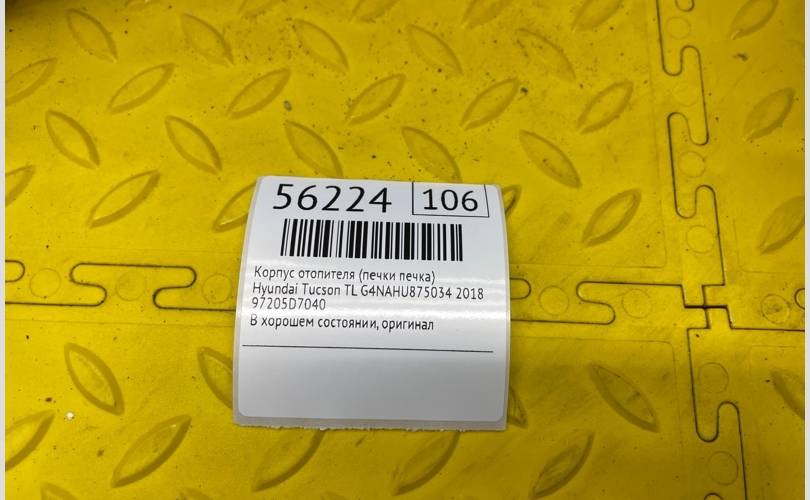 56224 106
Корпус отопителя (печки печка)
Hyundai Tucson TL G4NAHU875034 2018
97205D7040
В хорошем состоянии, оригинал